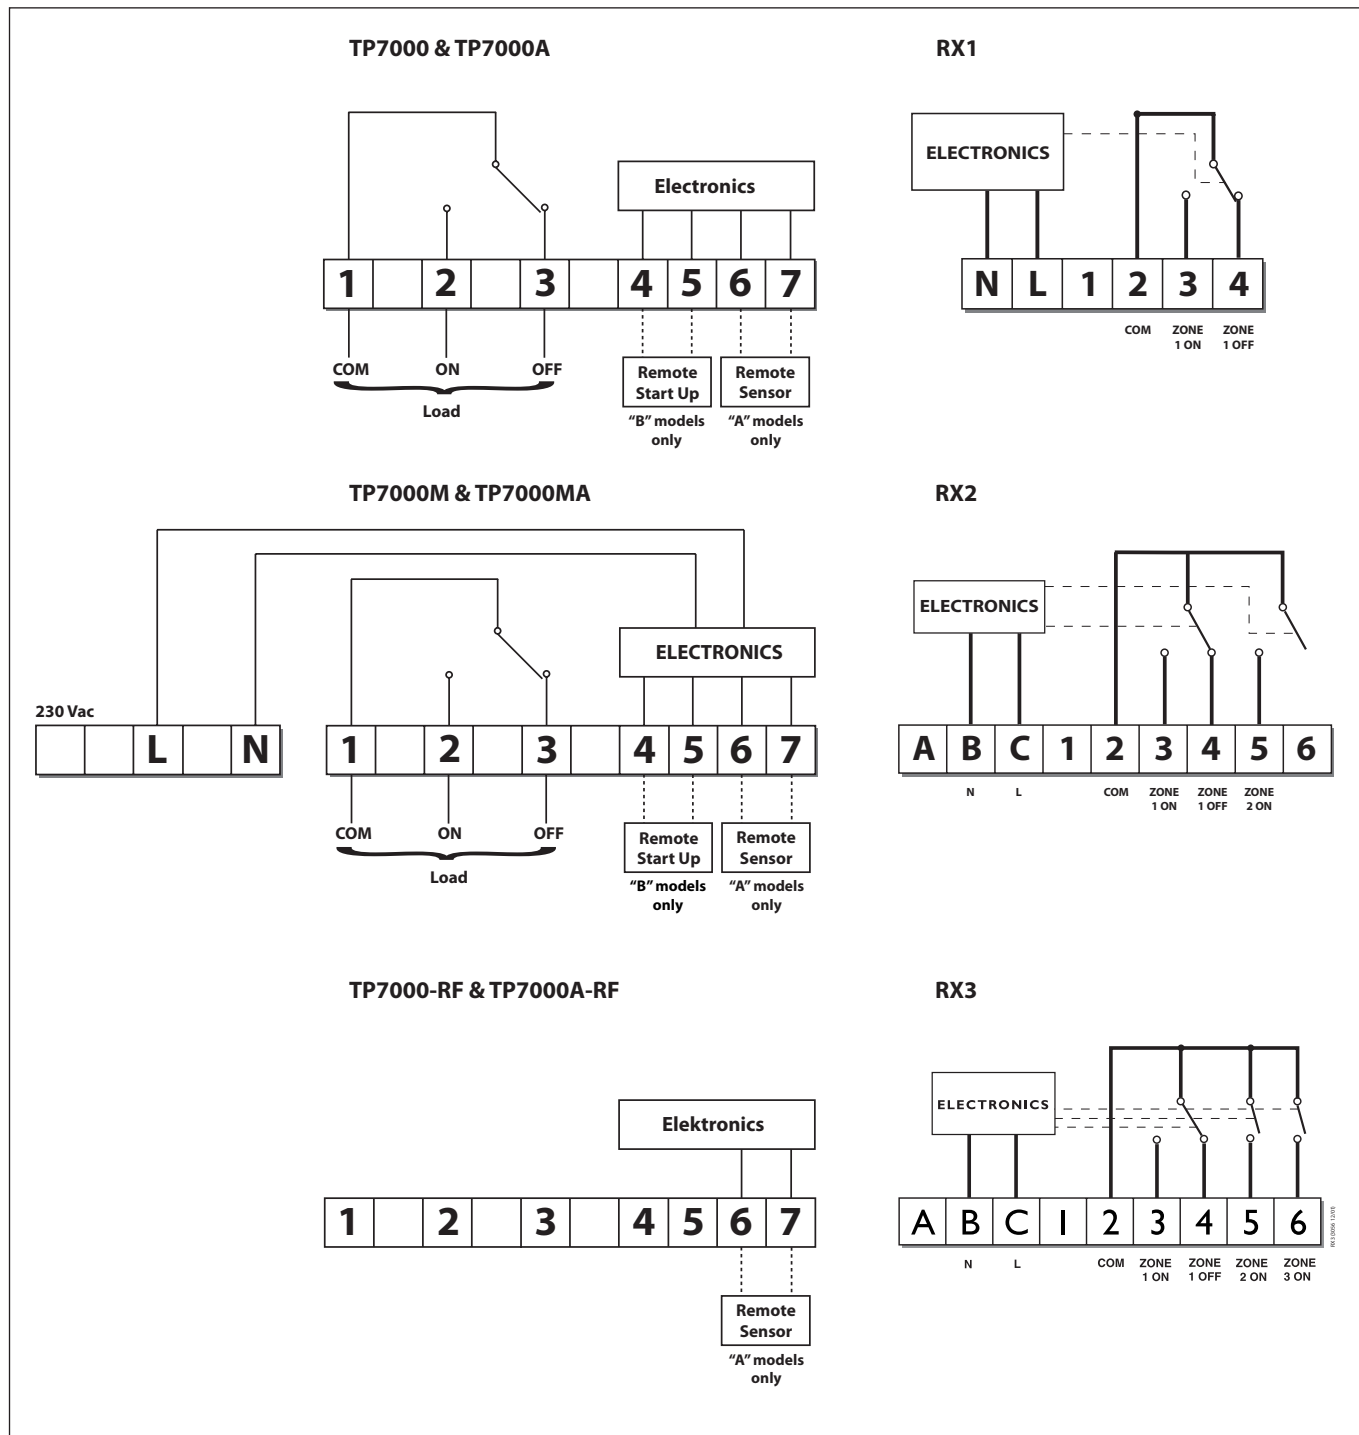 TP7000 & TP7000A
Electronics
1 2 3 4 5 6 7
COM ON OFF
Load
Remote
Start Up
"B" models
only
Remote
Sensor
"A" models
only
RX1
ELECTRONICS
N L 1 2 3 4
COM
ZONE
1 ON
ZONE
1 OFF
TP7000M & TP7000MA
ELECTRONICS
230 Vac
L N
1 2 3 4 5 6 7
COM ON OFF
Load
Remote
Start Up
"B" models
only
Remote
Sensor
"A" models
only
RX2
ELECTRONICS
A B C 1 2 3 4 5 6
N L COM
ZONE
1 ON
ZONE
1 OFF
ZONE
2 ON
TP7000-RF & TP7000A-RF
Elektronics
1 2 3 4 5 6 7
Remote
Sensor
"A" models
only
RX3
ELECTRONICS
A B C 1 2 3 4 5 6
N L COM
ZONE
1 ON
ZONE
1 OFF
ZONE
2 ON
ZONE
3 ON